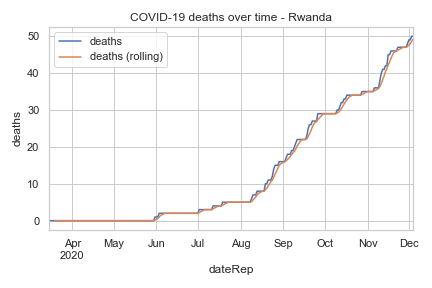 COVID-19 deaths over time - Rwanda
deaths
deaths (rolling)
50
40
30
20
10
0
deaths
Apr
2020
May
Jun
Jul
Aug
Sep
Oct
Nov
Dec
dateRep